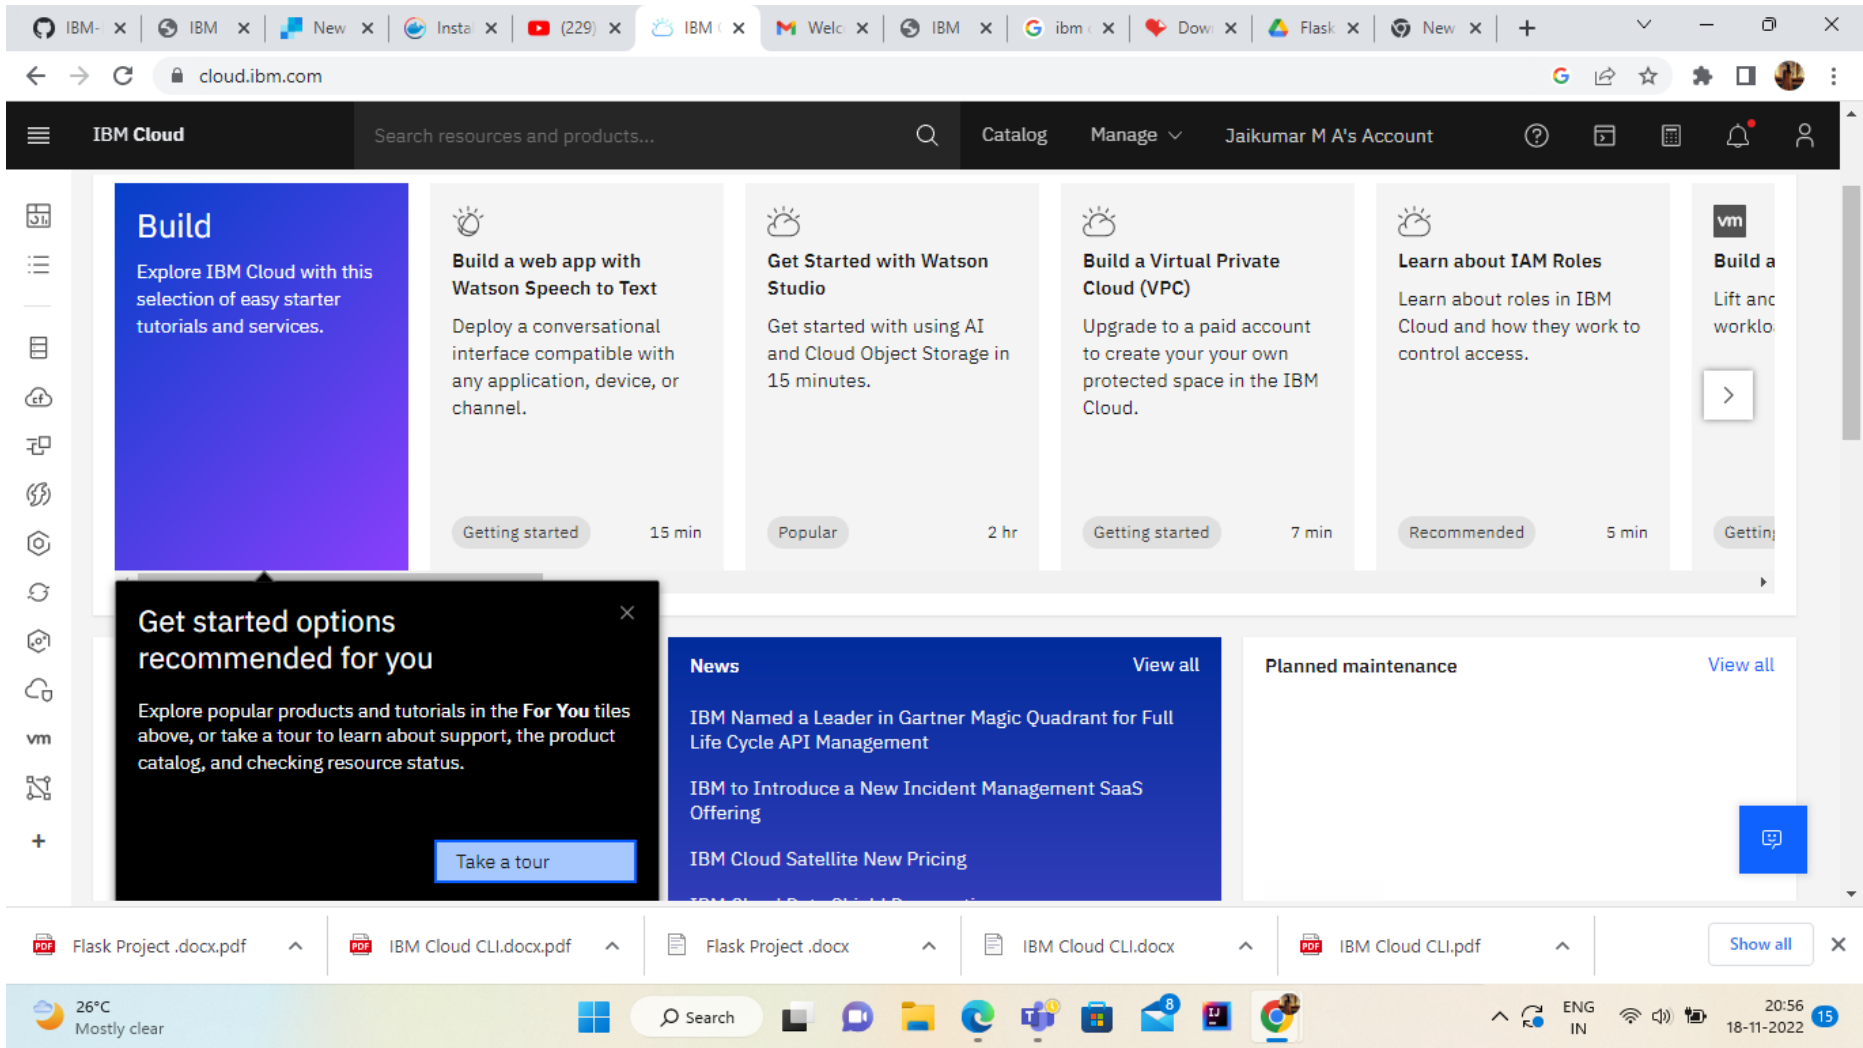 IBM-
IBM
New
Insta
(229)
IBM
Welc
IBM
ibm
Dow
Flask
New
cloud.ibm.com
IBM Cloud
Search resources and products...
Catalog
Manage
Jaikumar M A's Account
Build
Explore IBM Cloud with this
selection of easy starter
tutorials and services.
Build a web app with
Watson Speech to Text
Deploy a conversational
interface compatible with
any application, device, or
channel.
Getting started
15 min
Get Started with Watson
Studio
Get started with using AI
and Cloud Object Storage in
15 minutes.
Popular
2 hr
Build a Virtual Private
Cloud (VPC)
Upgrade to a paid account
to create your your own
protected space in the IBM
Cloud.
Getting started
7 min
Learn about IAM Roles
Learn about roles in IBM
Cloud and how they work to
control access.
Recommended
5 min
vm
Build a
Lift and
worklo
Getting
vm
Get started options
recommended for you
Explore popular products and tutorials in the For You tiles
above, or take a tour to learn about support, the product
catalog, and checking resource status.
Take a tour
News
View all
IBM Named a Leader in Gartner Magic Quadrant for Full
Life Cycle API Management
IBM to Introduce a New Incident Management SaaS
Offering
IBM Cloud Satellite New Pricing
Planned maintenance
View all
Flask Project .docx.pdf
IBM Cloud CLI.docx.pdf
Flask Project .docx
IBM Cloud CLI.docx
IBM Cloud CLI.pdf
Show all
26°C
Mostly clear
Search
8
ENG
IN
20:56
18-11-2022
15